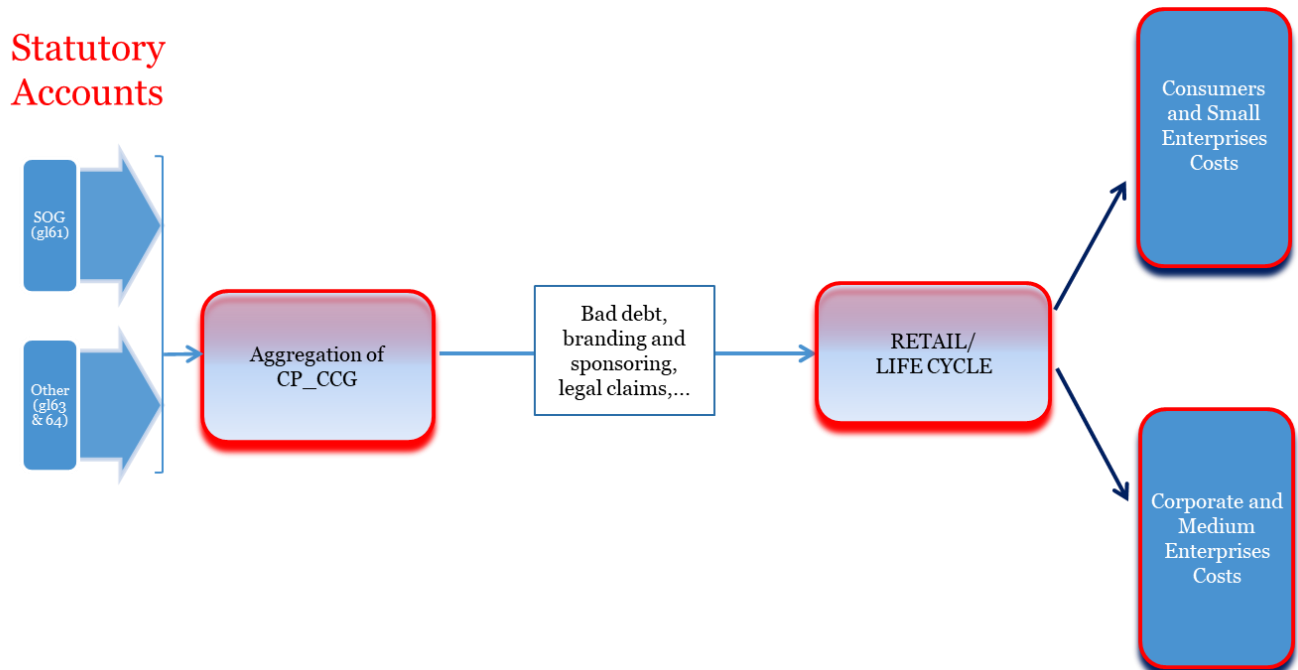 Statutory
Accounts
SOG
(gl61)
Other
(gl63
& 64)
Aggregation of
CP_CCG
Bad debt,
branding and
sponsoring,
legal claims,...
RETAIL/
LIFE CYCLE
Consumers
and Small
Enterprises
Costs
Corporate and
Medium
Enterprises
Costs